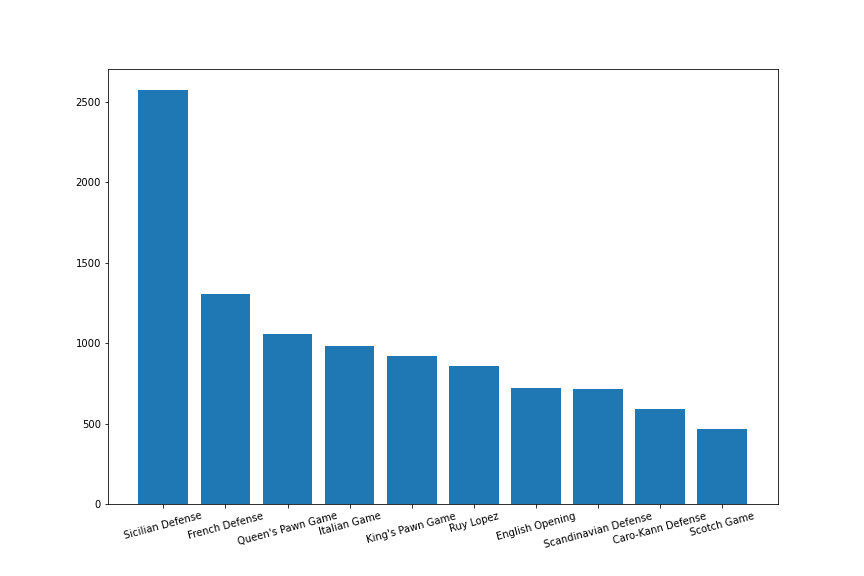 2500
2000
1500
1000
500
0
Sicilian Defense
French Defense
Queen's Pawn Game
Italian Game
King's Pawn Game
Ruy Lopez
English Opening
Scandinavian Defense
Caro-Kann Defense
Scotch Game